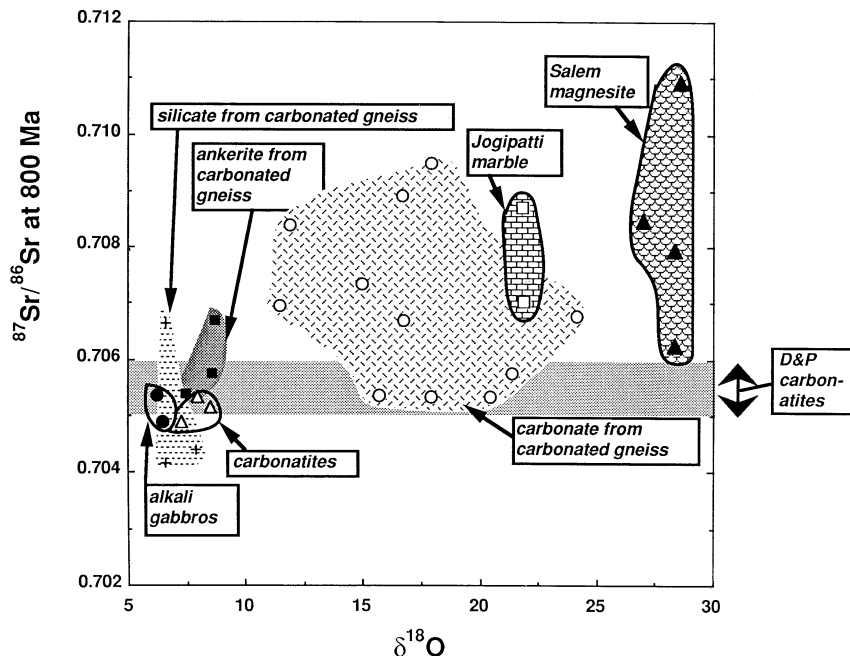 0.712
0.710
0.708
0.706
0.704
0.702
87Sr/86Sr at 800 Ma
silicate from carbonated gneiss
ankerite from
carbonated
gneiss
Jogipatti
marble
Salem
magnesite
D&P
carbon-
atites
carbonate from
carbonated gneiss
carbonatites
alkali
gabbros
5
10
15
20
25
30
δ18O